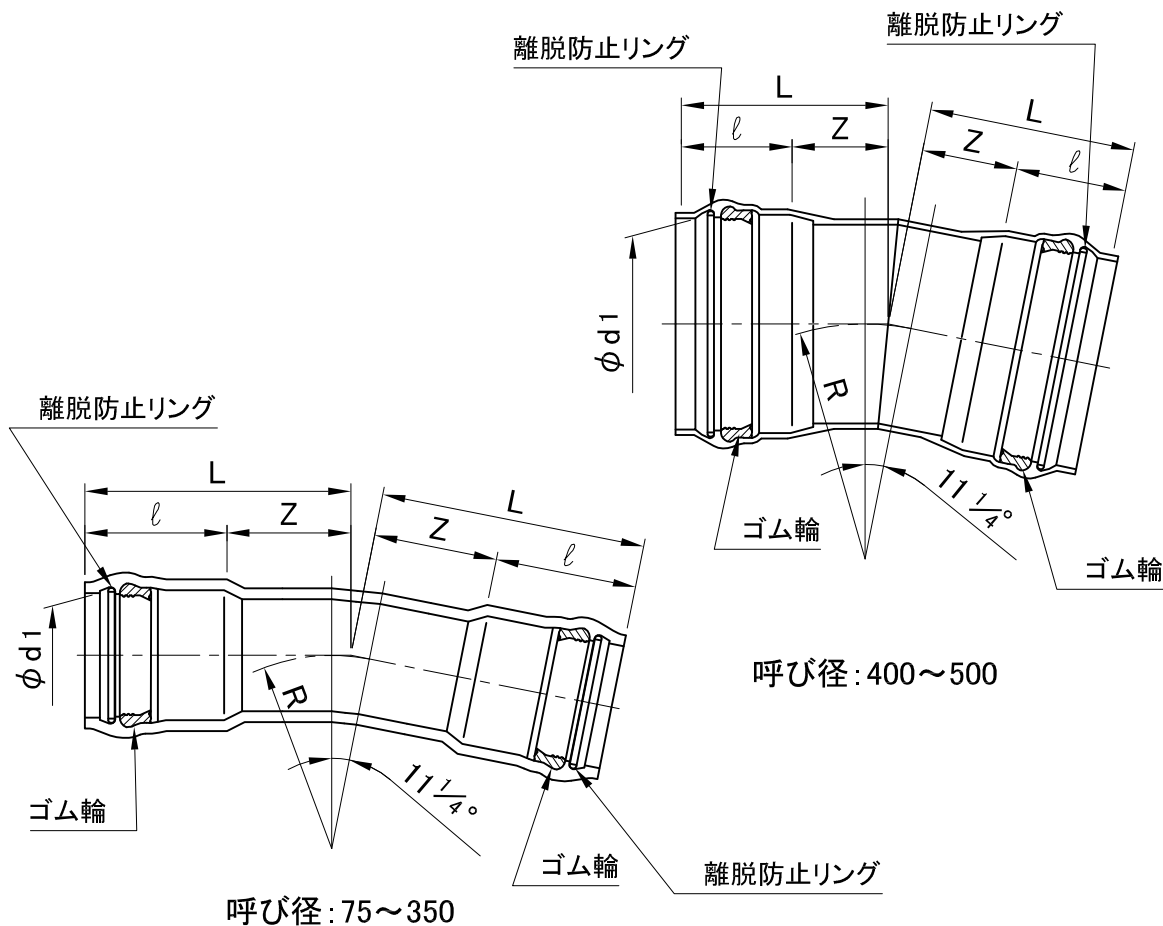 離脱防止リング
離脱防止リング
L
ℓ
Z
L
Z
ℓ
φd1
R
11 1/4°
ゴム輪
ゴム輪
呼び径:400～500
離脱防止リング
L
ℓ
Z
L
Z
ℓ
φd1
R
11 1/4°
ゴム輪
ゴム輪
離脱防止リング
呼び径:75～350